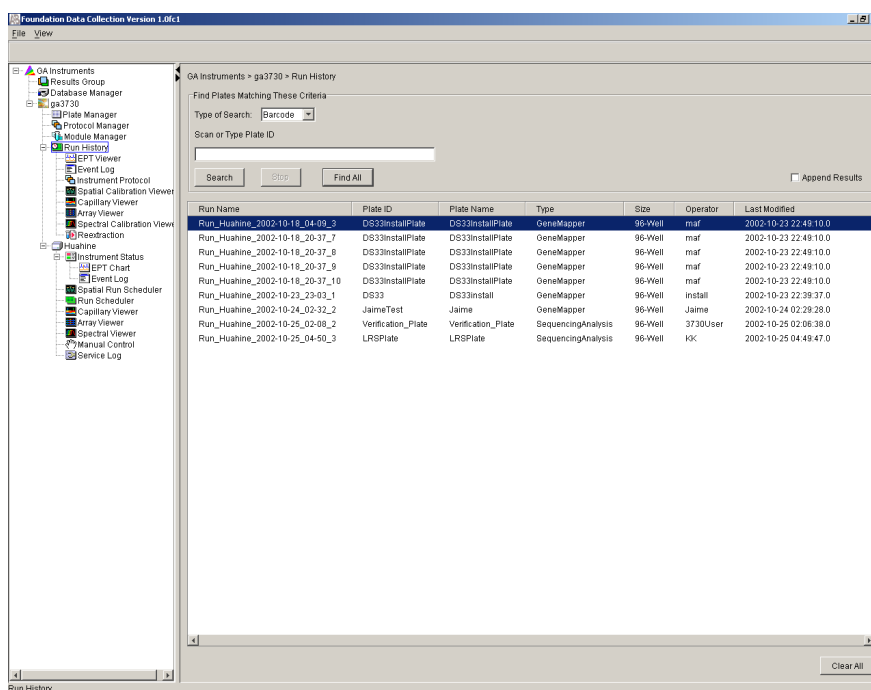 Foundation Data Collection Version 1.0fc1
File View
GA Instruments
Results Group
Database Manager
ga3730
Plate Manager
Protocol Manager
Module Manager
Run History
EPT Viewer
Event Log
Instrument Protocol
Spatial Calibration Viewer
Capillary Viewer
Array Viewer
Spectral Calibration Viewe
Reextraction
Huahine
Instrument Status
EPT Chart
Event Log
Spatial Run Scheduler
Run Scheduler
Capillary Viewer
Array Viewer
Spectral Viewer
Manual Control
Service Log
GA Instruments > ga3730 > Run History
Find Plates Matching These Criteria
Type of Search: Barcode
Scan or Type Plate ID
Search Stop Find All Append Results
Run Name Plate ID Plate Name Type Size Operator Last Modified
Run_Huahine_2002-10-18_04-09_3 DS33InstallPlate DS33InstallPlate GeneMapper 96-Well maf 2002-10-23 22:49:10.0
Run_Huahine_2002-10-18_20-37_7 DS33InstallPlate DS33InstallPlate GeneMapper 96-Well maf 2002-10-23 22:49:10.0
Run_Huahine_2002-10-18_20-37_8 DS33InstallPlate DS33InstallPlate GeneMapper 96-Well maf 2002-10-23 22:49:10.0
Run_Huahine_2002-10-18_20-37_9 DS33InstallPlate DS33InstallPlate GeneMapper 96-Well maf 2002-10-23 22:49:10.0
Run_Huahine_2002-10-18_20-37_10 DS33InstallPlate DS33InstallPlate GeneMapper 96-Well maf 2002-10-23 22:49:10.0
Run_Huahine_2002-10-23_23-03_1 DS33 DS33install GeneMapper 96-Well install 2002-10-23 22:39:37.0
Run_Huahine_2002-10-24_02-32_2 JaimeTest Jaime GeneMapper 96-Well Jaime 2002-10-24 02:29:28.0
Run_Huahine_2002-10-25_02-08_2 Verification_Plate Verification_Plate SequencingAnalysis 96-Well 3730User 2002-10-25 02:06:38.0
Run_Huahine_2002-10-25_04-50_3 LRSPlate LRSPlate SequencingAnalysis 96-Well KK 2002-10-25 04:49:47.0
Clear All
Run History